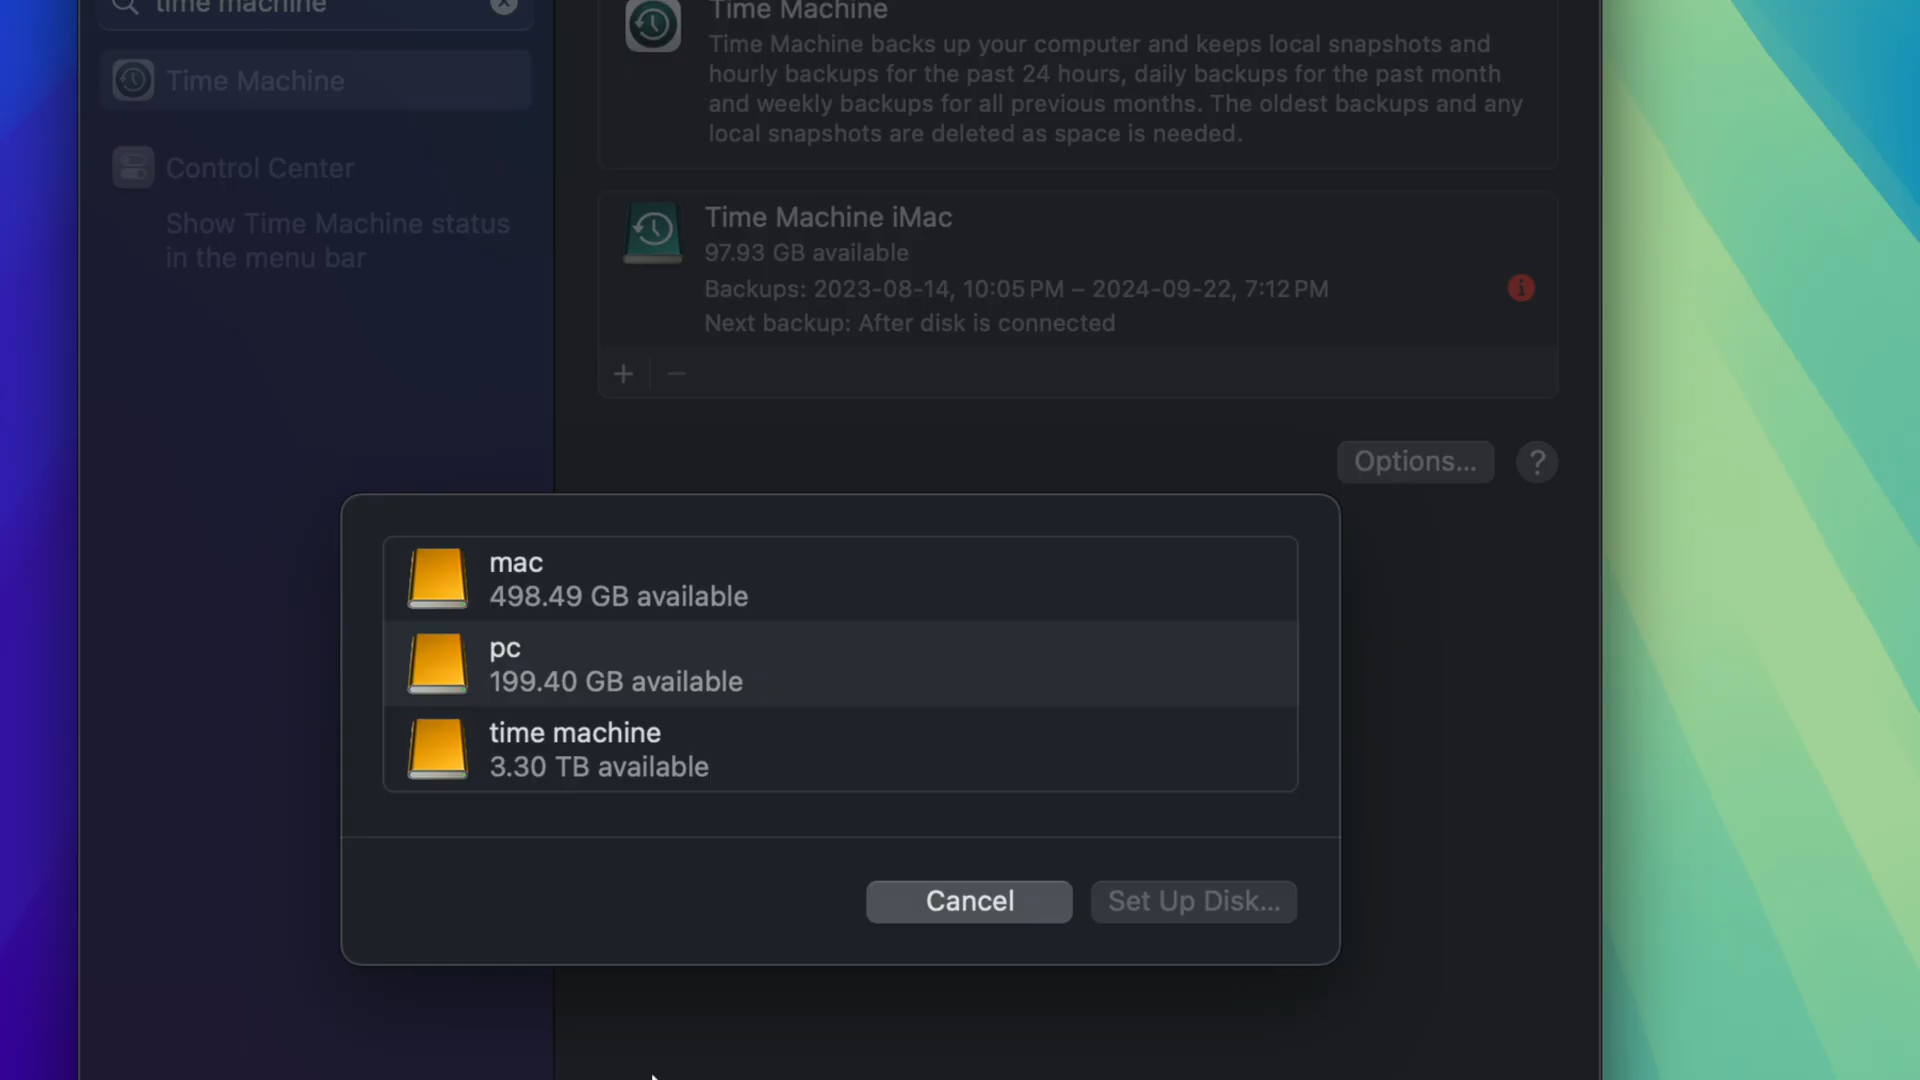 time machine
Time Machine
Control Center
Show Time Machine status
in the menu bar
Time Machine
Time Machine backs up your computer and keeps local snapshots and
hourly backups for the past 24 hours, daily backups for the past month
and weekly backups for all previous months. The oldest backups and any
local snapshots are deleted as space is needed.
Time Machine iMac
97.93 GB available
Backups: 2023-08-14, 10:05 PM – 2024-09-22, 7:12 PM
Next backup: After disk is connected
+ −
Options... ?
mac
498.49 GB available
pc
199.40 GB available
time machine
3.30 TB available
Cancel Set Up Disk...